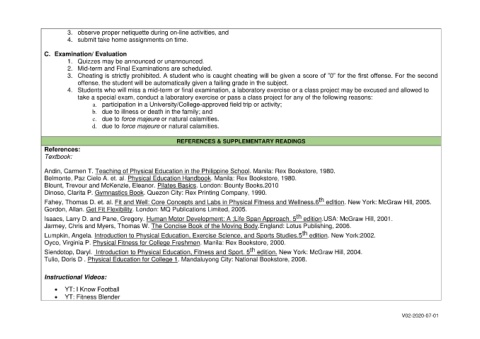 3. observe proper netiquette during on-line activities, and
4. submit take home assignments on time.
C. Examination/ Evaluation
1. Quizzes may be announced or unannounced.
2. Mid-term and Final Examinations are scheduled.
3. Cheating is strictly prohibited. A student who is caught cheating will be given a score of "0" for the first offense. For the second
offense, the student will be automatically given a failing grade in the subject.
4. Students who will miss a mid-term or final examination, a laboratory exercise or a class project may be excused and allowed to
take a special exam, conduct a laboratory exercise or pass a class project for any of the following reasons:
a. participation in a University/College-approved field trip or activity;
b. due to illness or death in the family; and
c. due to force majeure or natural calamities.
d. due to force majeure or natural calamities.
REFERENCES & SUPPLEMENTARY READINGS
References:
Textbook:
Andin, Carmen T. Teaching of Physical Education in the Philippine School. Manila: Rex Bookstore, 1980.
Belmonte, Paz Cielo A. et. al. Physical Education Handbook. Manila: Rex Bookstore, 1980.
Blount, Trevour and McKenzie, Eleanor. Pilates Basics. London: Bounty Books,2010
Dinoso, Clarita P. Gymnastics Book. Quezon City: Rex Printing Company, 1990.
Fahey, Thomas D. et. al. Fit and Well: Core Concepts and Labs in Physical Fitness and Wellness.6th edition. New York: McGraw Hill, 2005.
Gordon, Allan. Get Fit Flexibility. London: MQ Publications Limited, 2005.
Isaacs, Larry D. and Pane, Gregory. Human Motor Development: A :Life Span Approach. 5th edition.USA: McGraw Hill, 2001.
Jarmey, Chris and Myers, Thomas W. The Concise Book of the Moving Body.England: Lotus Publishing, 2006.
Lumpkin, Angela. Introduction to Physical Education, Exercise Science, and Sports Studies.5th edition. New York:2002.
Oyco, Virginia P. Physical Fitness for College Freshmen. Manila: Rex Bookstore, 2000.
Siendotop, Daryl. Introduction to Physical Education, Fitness and Sport. 5th edition. New York: McGraw Hill, 2004.
Tulio, Doris D . Physical Education for College 1. Mandaluyong City: National Bookstore, 2008.
Instructional Videos:
• YT: I Know Football
• YT: Fitness Blender
V02-2020-07-01